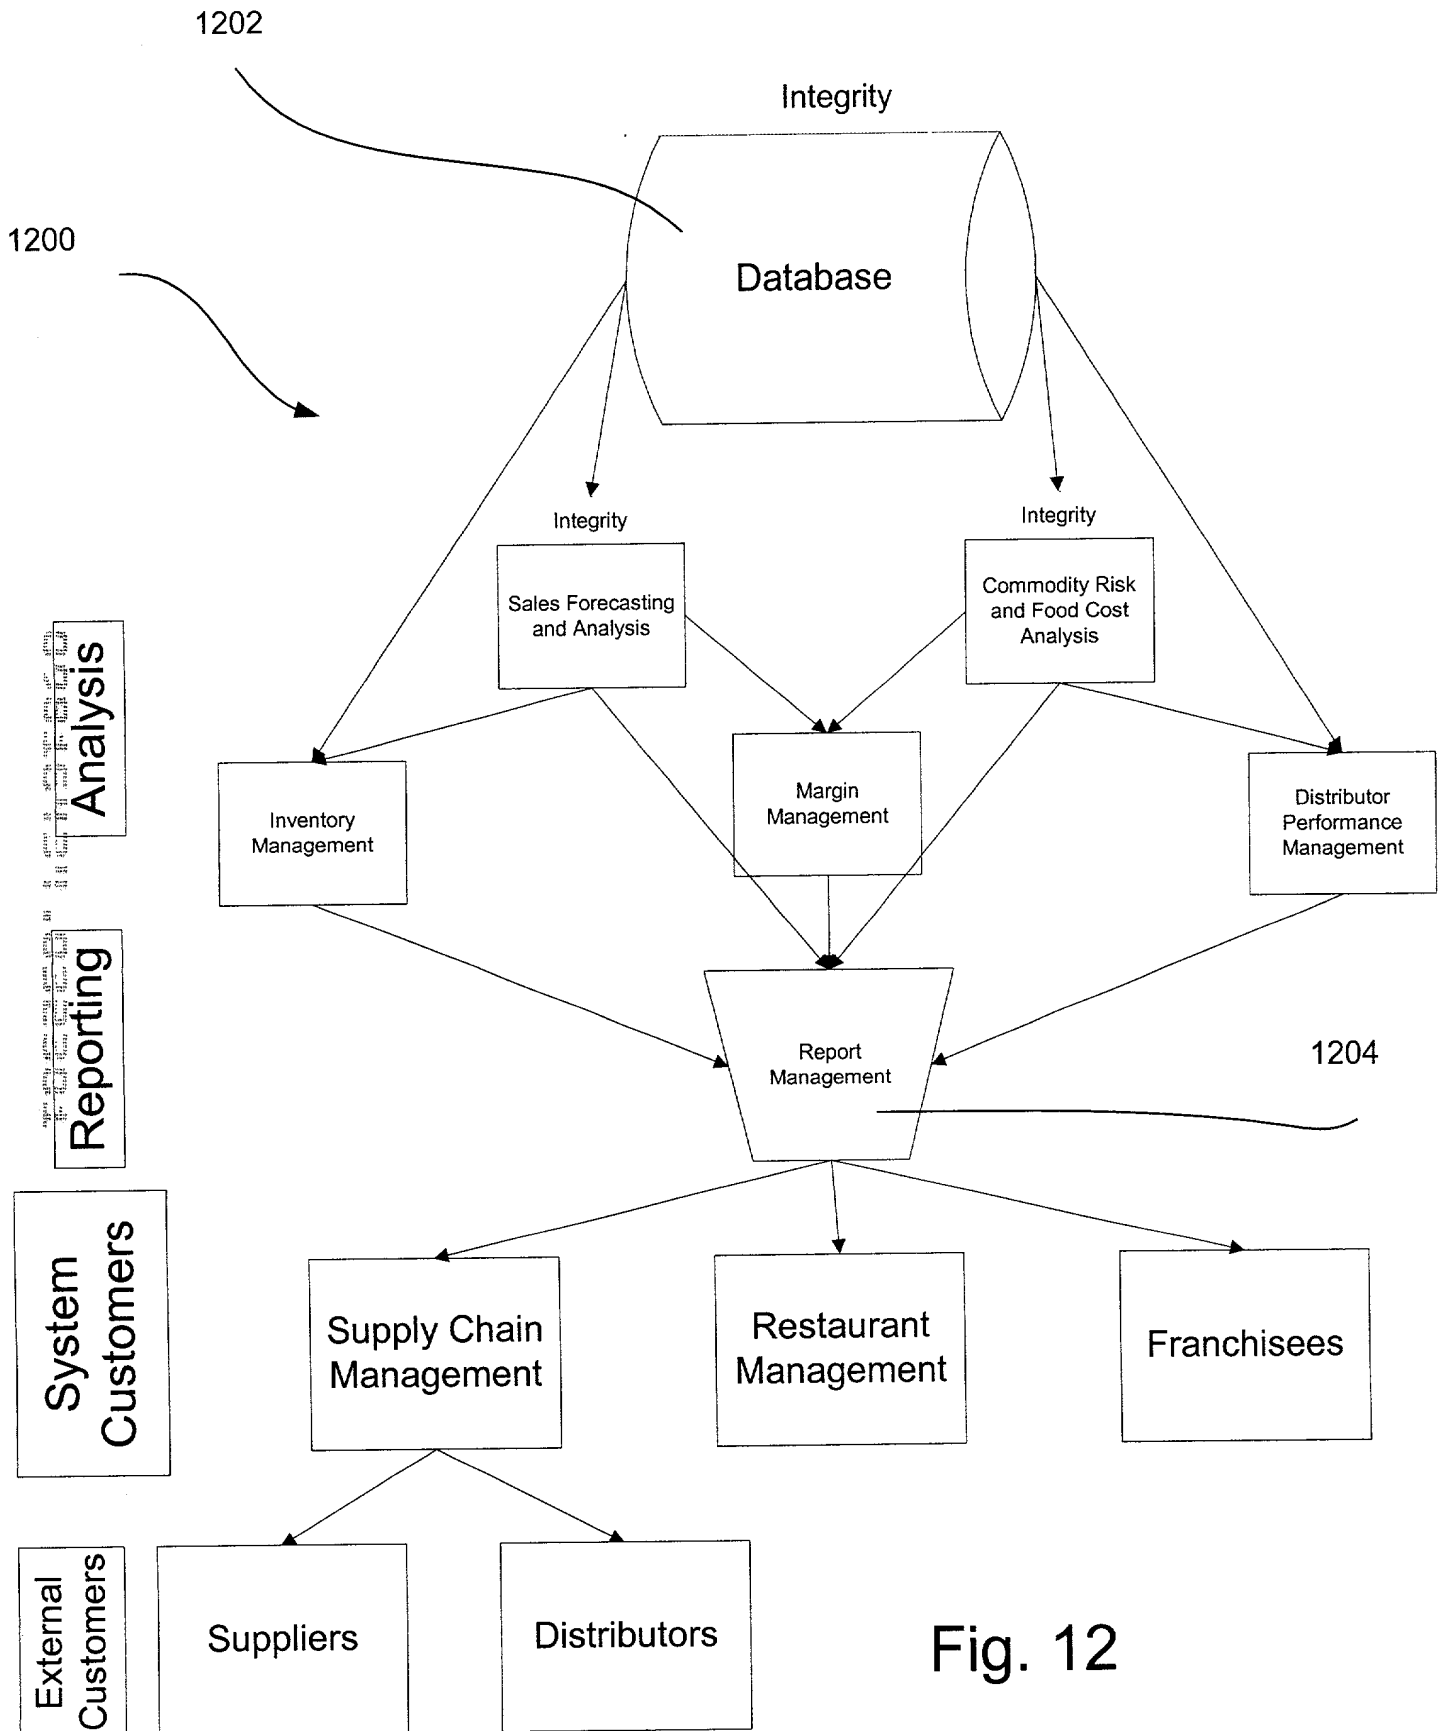 1202
Integrity
1200
Database
Integrity
Integrity
Sales Forecasting
and Analysis
Commodity Risk
and Food Cost
Analysis
Analysis
Inventory
Management
Margin
Management
Distributor
Performance
Management
Reporting
Report
Management
1204
System
Customers
Supply Chain
Management
Restaurant
Management
Franchisees
External
Customers
Suppliers
Distributors
Fig. 12